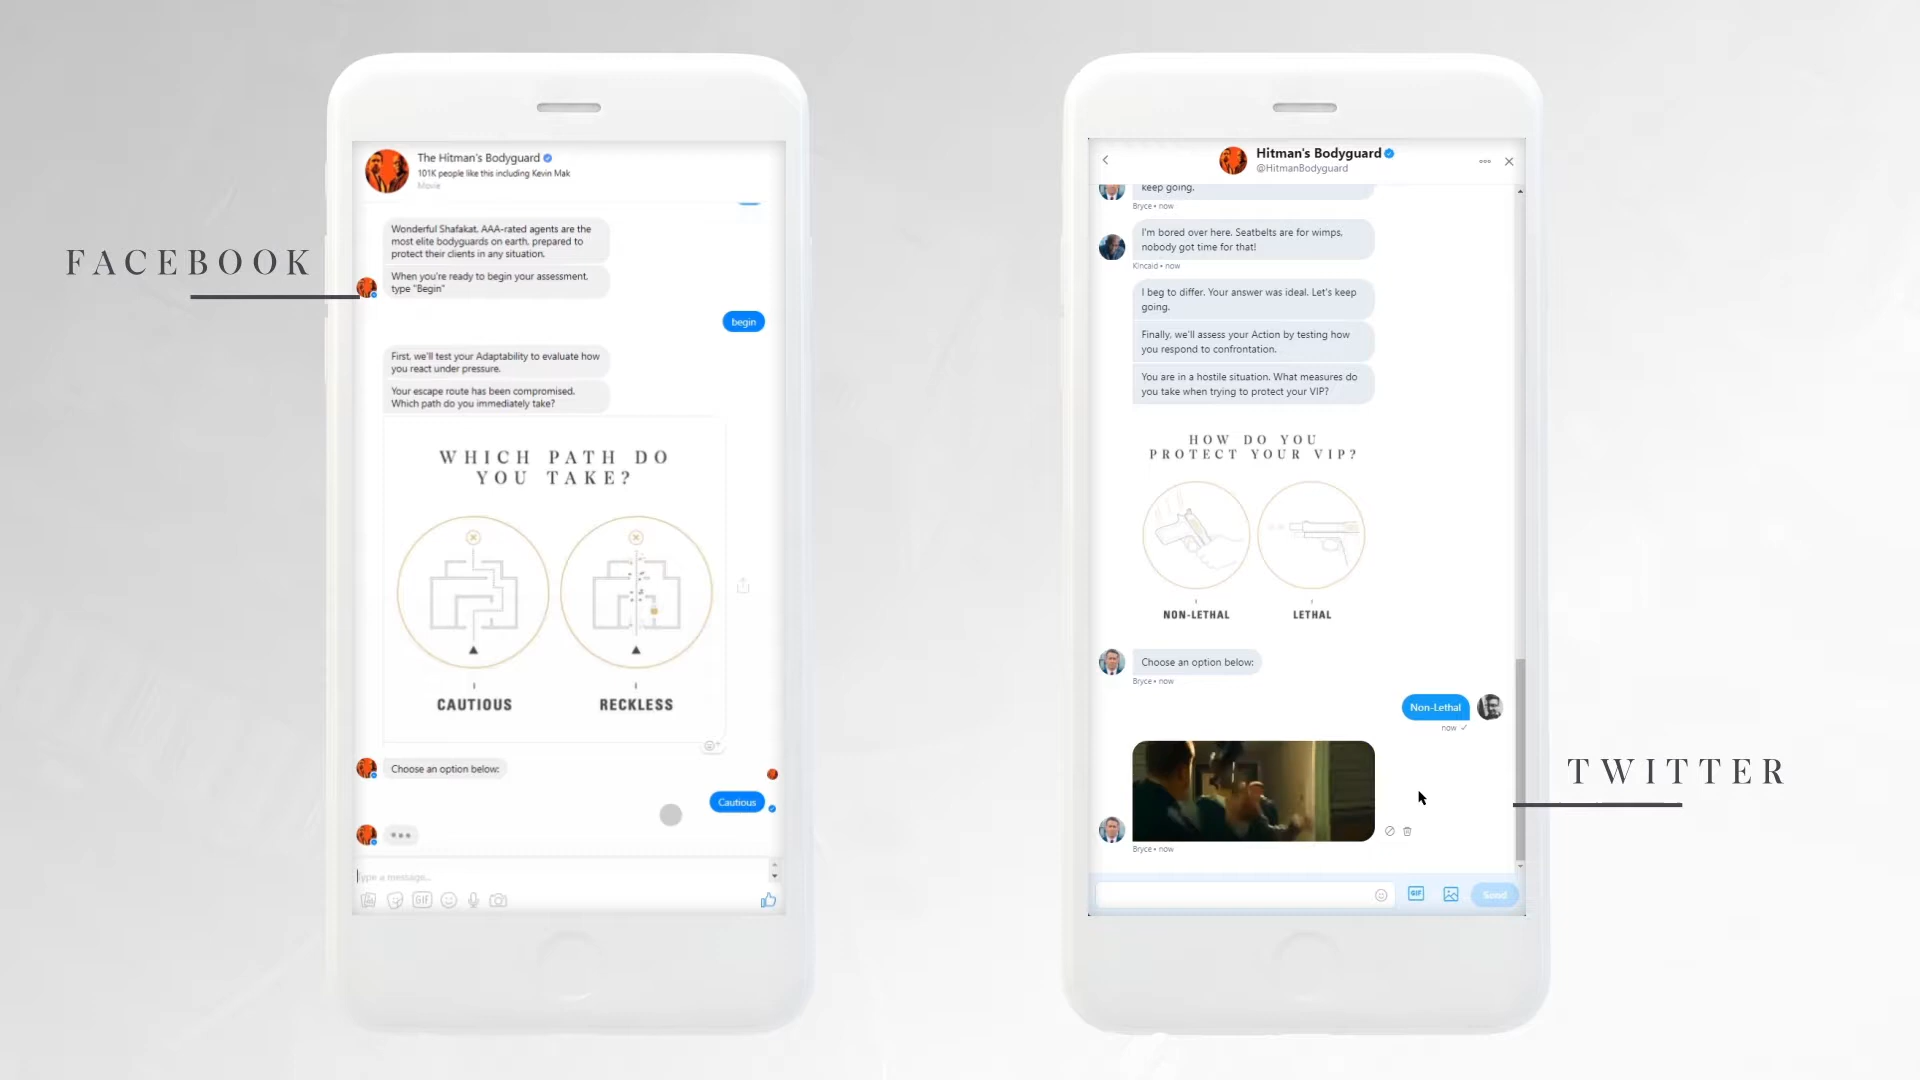 FACEBOOK
The Hitman's Bodyguard
101K people like this including Kevin Mak
Movie
Wonderful Shafakat. AAA-rated agents are the
most elite bodyguards on earth, prepared to
protect their clients in any situation.
When you're ready to begin your assessment,
type "Begin"
begin
First, we'll test your Adaptability to evaluate how
you react under pressure.
Your escape route has been compromised.
Which path do you immediately take?
WHICH PATH DO
YOU TAKE?
CAUTIOUS
RECKLESS
Choose an option below:
Cautious
Type a message...
GIF
Hitman's Bodyguard
@HitmanBodyguard
keep going.
Bryce • now
I'm bored over here. Seatbelts are for wimps,
nobody got time for that!
Kincaid • now
I beg to differ. Your answer was ideal. Let's keep
going.
Finally, we'll assess your Action by testing how
you respond to confrontation.
You are in a hostile situation. What measures do
you take when trying to protect your VIP?
HOW DO YOU
PROTECT YOUR VIP?
NON-LETHAL
LETHAL
Choose an option below:
Bryce • now
Non-Lethal
now ✓
Bryce • now
GIF
Send
TWITTER